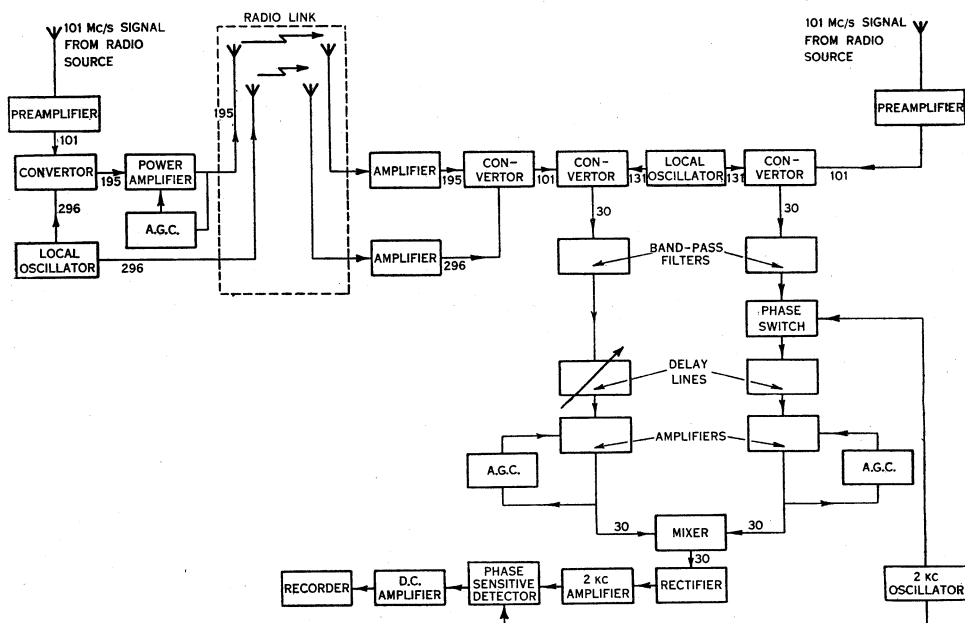 RADIO LINK
101 Mc/s SIGNAL
FROM RADIO
SOURCE
101 Mc/s SIGNAL
FROM RADIO
SOURCE
PREAMPLIFIER
PREAMPLIFIER
101
195
CONVERTOR
195
POWER
AMPLIFIER
AMPLIFIER
195
CON-
VERTOR
101
CON-
VERTOR
131
LOCAL
OSCILLATOR
131
CON-
VERTOR
101
296
A.G.C.
30
30
LOCAL
OSCILLATOR
296
AMPLIFIER
296
BAND-PASS
FILTERS
PHASE
SWITCH
DELAY
LINES
AMPLIFIERS
A.G.C.
A.G.C.
30
MIXER
30
30
RECORDER
D.C.
AMPLIFIER
PHASE
SENSITIVE
DETECTOR
2 KC
AMPLIFIER
RECTIFIER
2 KC
OSCILLATOR